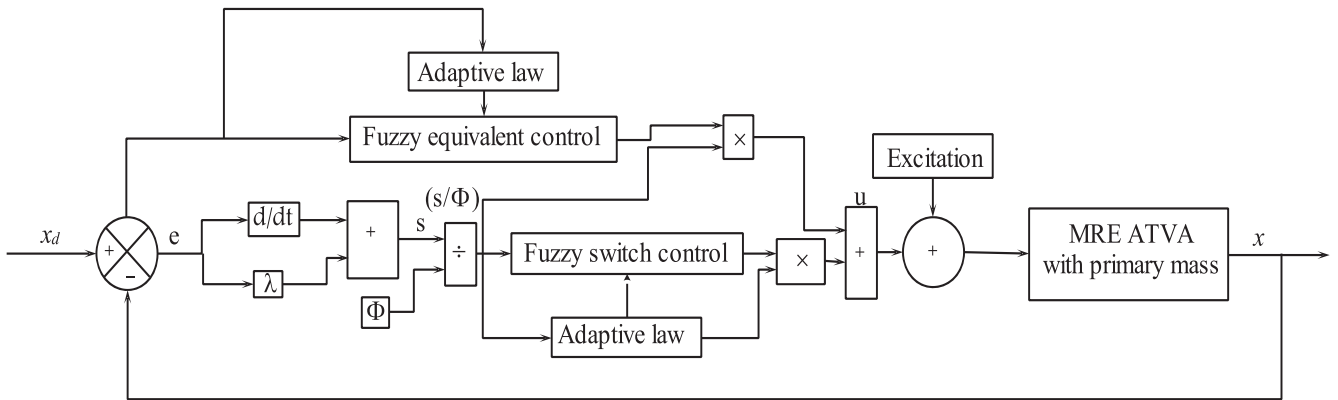 Adaptive law
Fuzzy equivalent control
×
Excitation
(s/Φ)
u
x_d
+
−
e
d/dt
λ
+
s
Φ
÷
Fuzzy switch control
Adaptive law
×
+
+
MRE ATVA
with primary mass
x